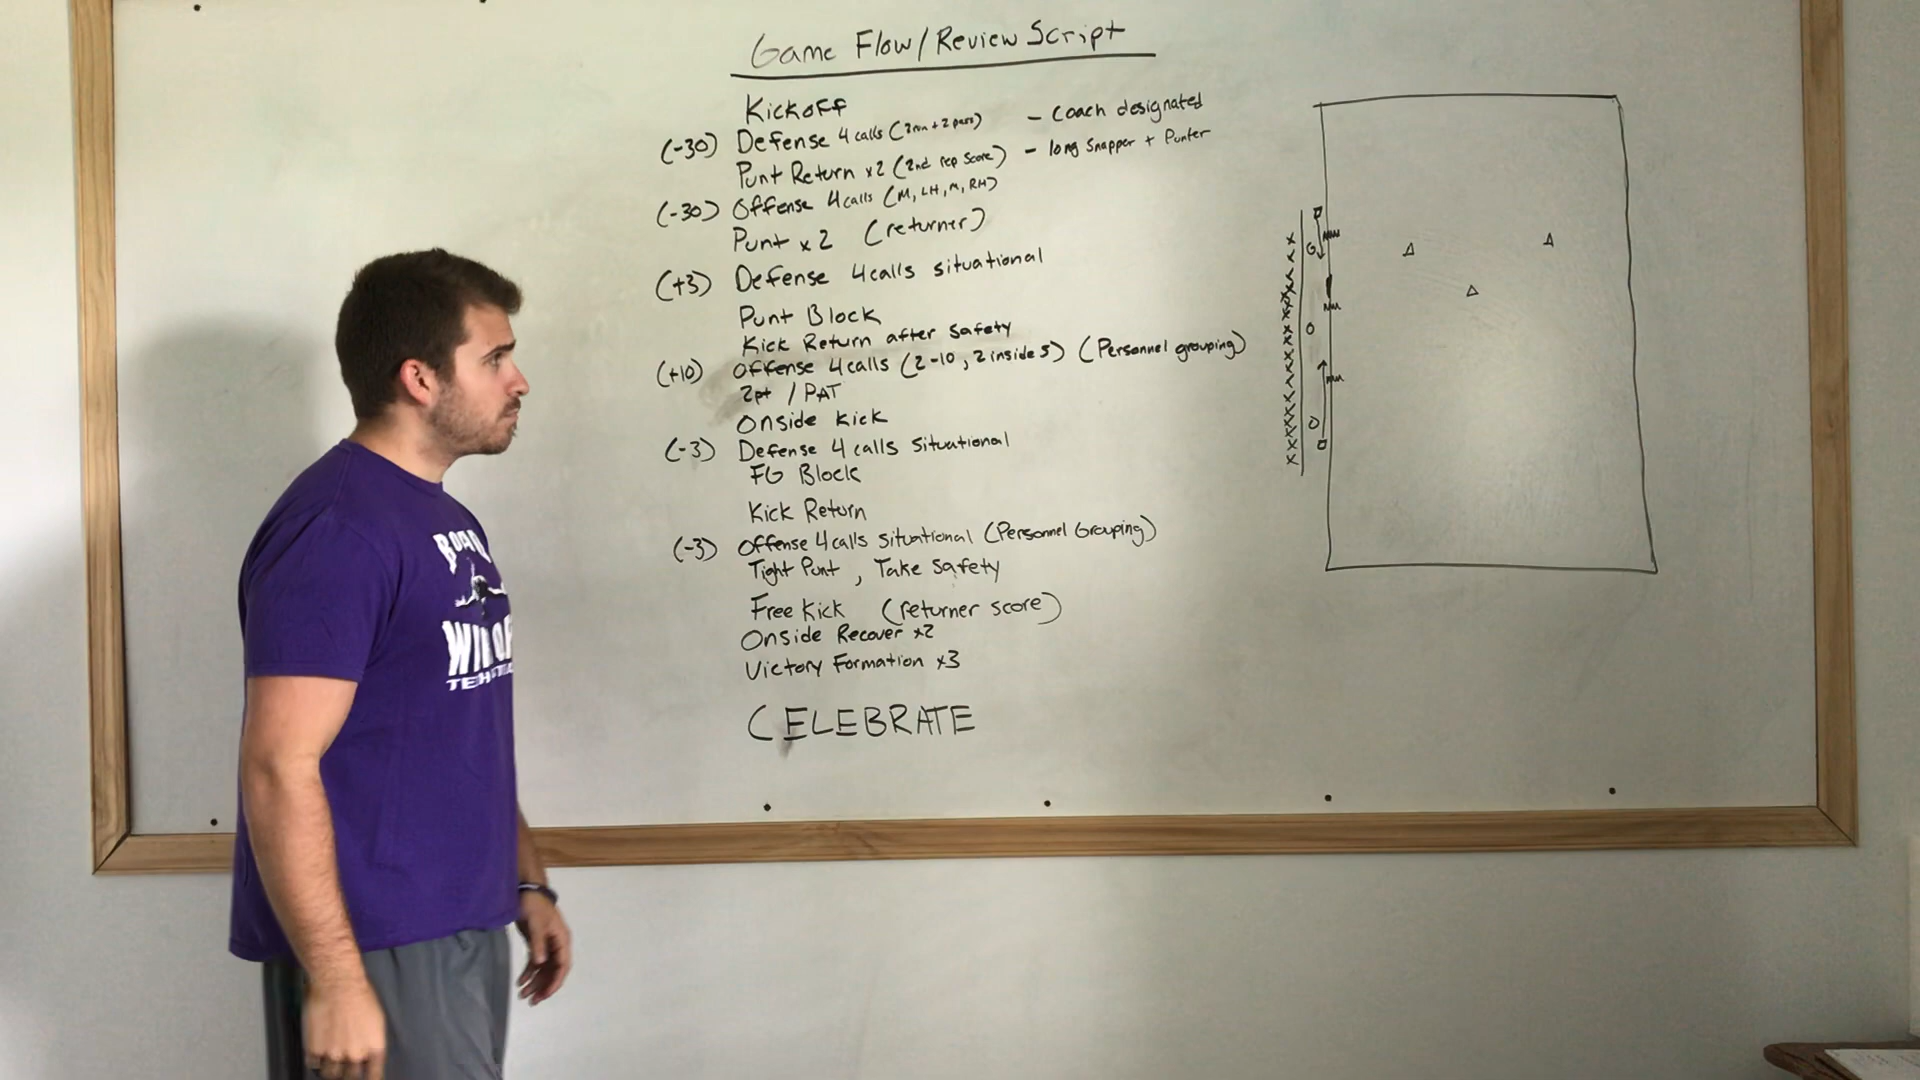 Game Flow/Review Script
Kickoff
(-30) Defense 4 calls (2run + 2pass) - Coach designated
Punt Return x2 (2nd rep score) - long snapper + Punter
(-30) Offense 4 calls (M, LH, M, RH)
Punt x 2 (returner)
(+3) Defense 4 calls situational
Punt Block
Kick Return after Safety
(+10) Offense 4 calls (2-10, 2 inside 5) (Personnel grouping)
2pt / PAT
Onside Kick
(-3) Defense 4 calls situational
FG Block
Kick Return
(-3) Offense 4 calls situational (Personnel Grouping)
Tight Punt, Take Safety
Free Kick (returner score)
Onside Recover x2
Victory Formation x3
CELEBRATE